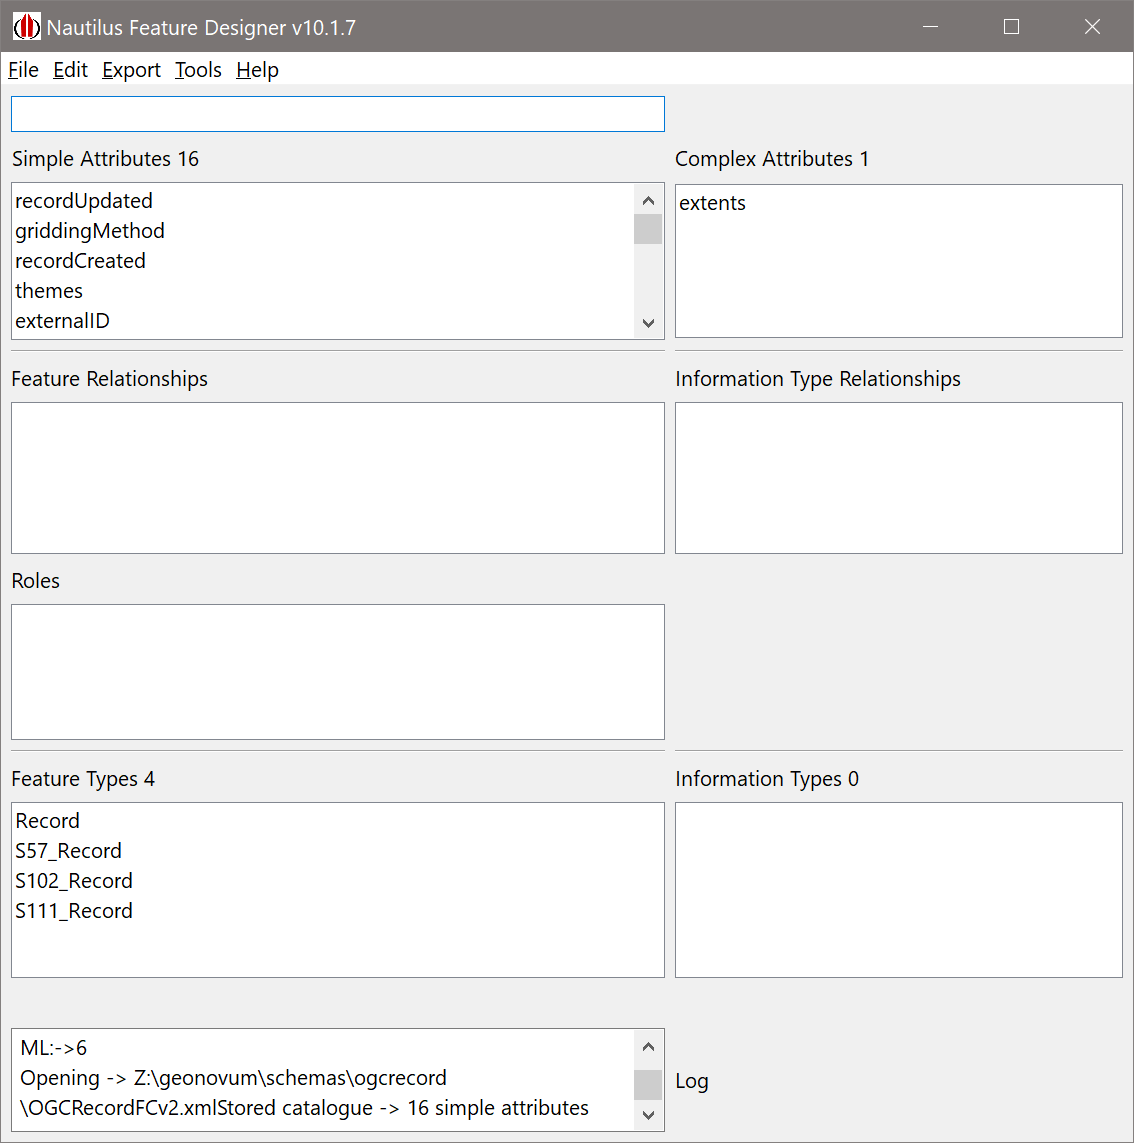 Nautilus Feature Designer v10.1.7
File Edit Export Tools Help
Simple Attributes 16
Complex Attributes 1
recordUpdated
griddingMethod
recordCreated
themes
externalID
extents
Feature Relationships
Information Type Relationships
Roles
Feature Types 4
Information Types 0
Record
S57_Record
S102_Record
S111_Record
ML:->6
Opening -> Z:\geonovum\schemas\ogcrecord
\OGCRecordFCv2.xmlStored catalogue -> 16 simple attributes
Log